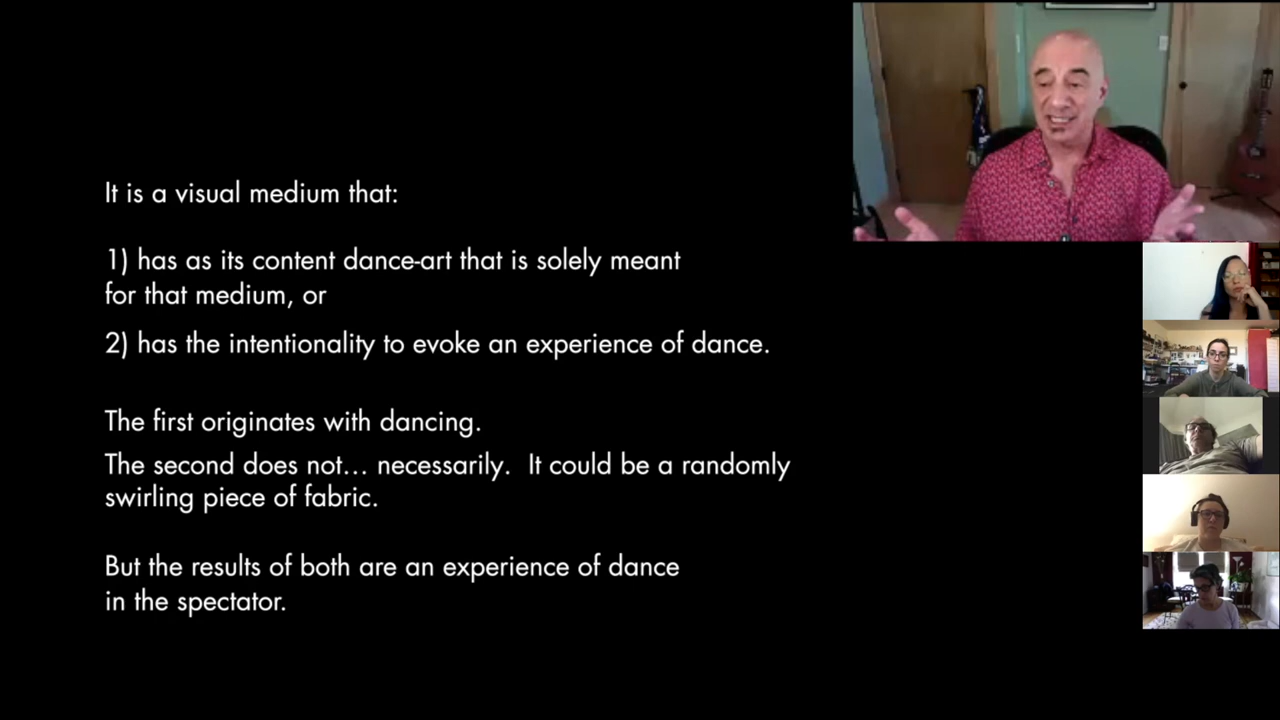 It is a visual medium that:
1) has as its content dance-art that is solely meant
for that medium, or
2) has the intentionality to evoke an experience of dance.
The first originates with dancing.
The second does not... necessarily.  It could be a randomly
swirling piece of fabric.
But the results of both are an experience of dance
in the spectator.